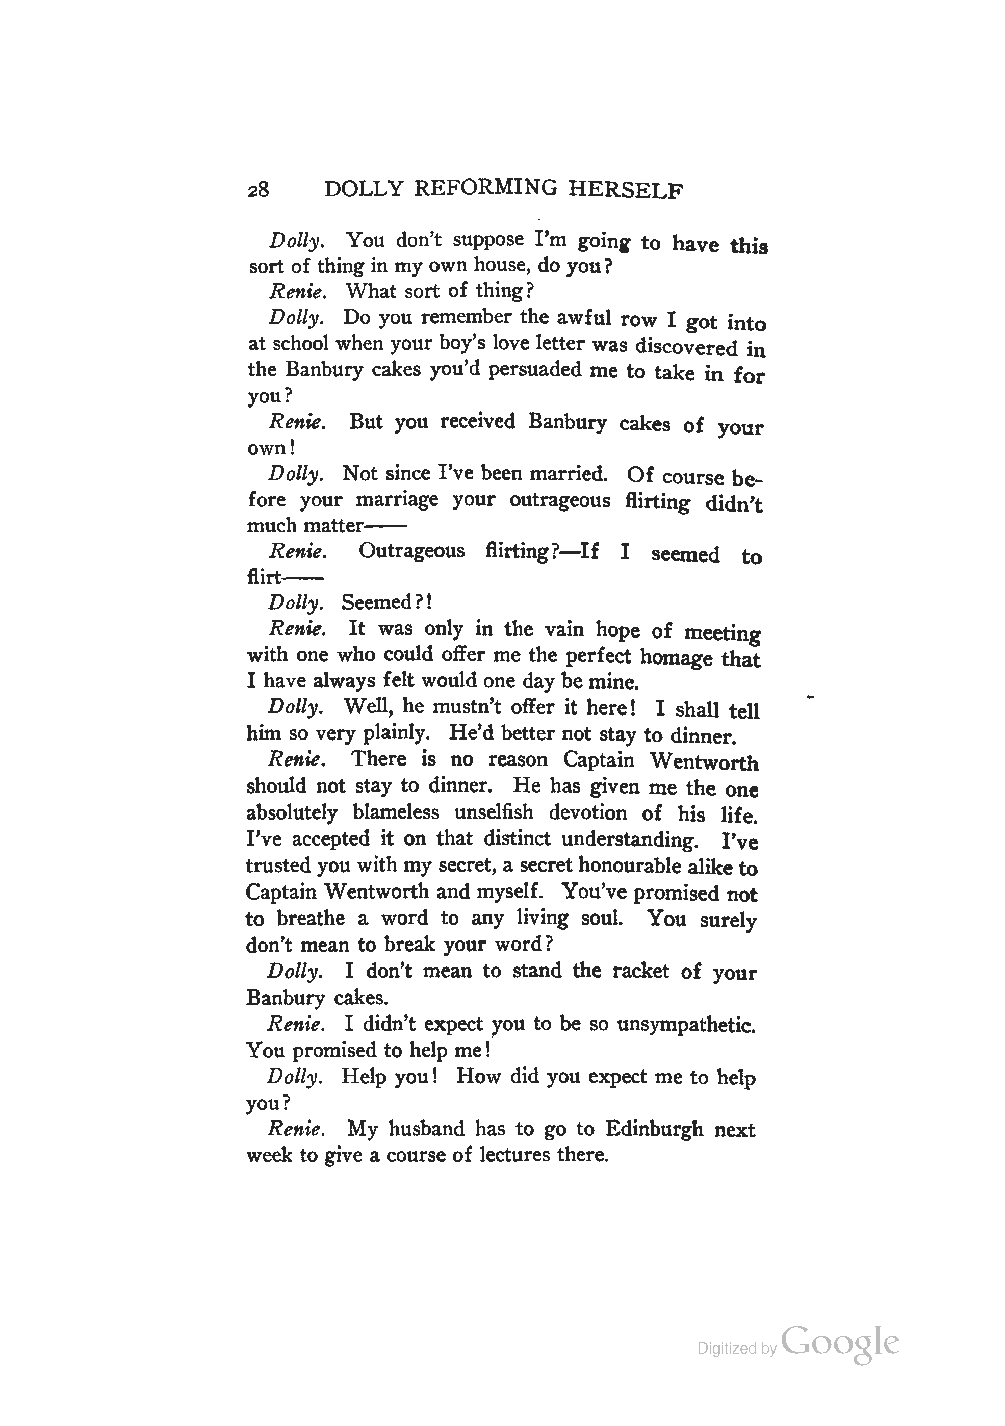 28 DOLLY REFORMING HERSELF
Dolly. You don't suppose I'm going to have this
sort of thing in my own house, do you?
Renie. What sort of thing?
Dolly. Do you remember the awful row I got into
at school when your boy's love letter was discovered in
the Banbury cakes you'd persuaded me to take in for
you?
Renie. But you received Banbury cakes of your
own!
Dolly. Not since I've been married. Of course be-
fore your marriage your outrageous flirting didn't
much matter——
Renie. Outrageous flirting?—If I seemed to
flirt——
Dolly. Seemed?!
Renie. It was only in the vain hope of meeting
with one who could offer me the perfect homage that
I have always felt would one day be mine.
Dolly. Well, he mustn't offer it here! I shall tell
him so very plainly. He'd better not stay to dinner.
Renie. There is no reason Captain Wentworth
should not stay to dinner. He has given me the one
absolutely blameless unselfish devotion of his life.
I've accepted it on that distinct understanding. I've
trusted you with my secret, a secret honourable alike to
Captain Wentworth and myself. You've promised not
to breathe a word to any living soul. You surely
don't mean to break your word?
Dolly. I don't mean to stand the racket of your
Banbury cakes.
Renie. I didn't expect you to be so unsympathetic.
You promised to help me!
Dolly. Help you! How did you expect me to help
you?
Renie. My husband has to go to Edinburgh next
week to give a course of lectures there.
Digitized by Google